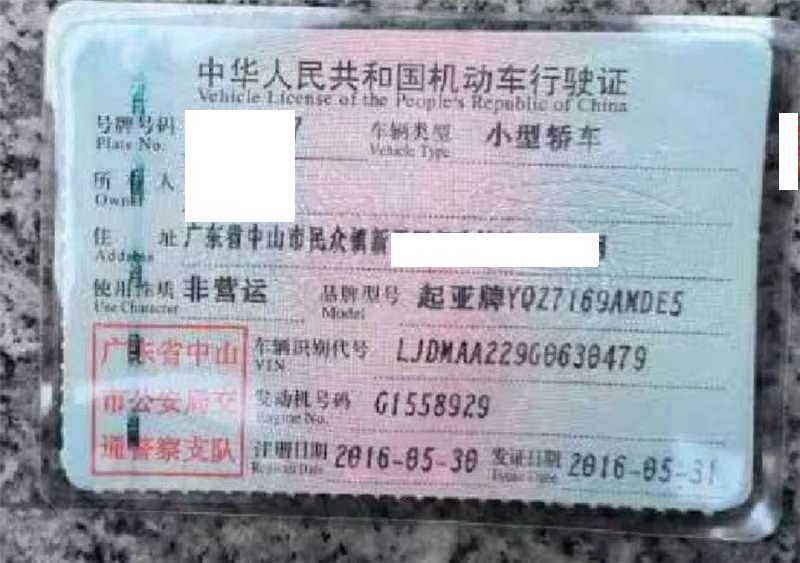 中华人民共和国机动车行驶证
Vehicle License of the People's Republic of China
号牌号码 7 车辆类型 小型轿车
Plate No. Vehicle Type
所有人
Owner
住址 广东省中山市民众镇新 号
Address
使用性质 非营运 品牌型号 起亚牌YQZ7169AMDE5
Use Character Model
广东省中山 车辆识别代号 LJDMAA229G0630479
VIN
市公安局交 发动机号码 G1558929
Engine No.
通警察支队 注册日期 2016-05-30 发证日期 2016-05-31
Register Date Issue Date